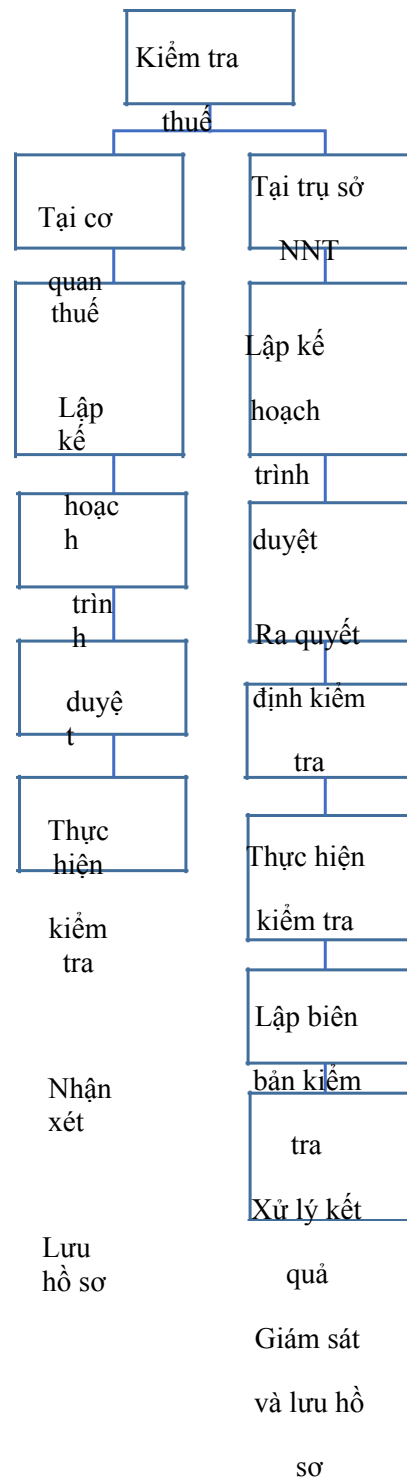 Kiểm tra
thuế
Tại cơ
quan
thuế
Lập
kế
hoạc
h
trìn
h
duyệ
t
Thực
hiện
kiểm
tra
Nhận
xét
Lưu
hồ sơ
Tại trụ sở
NNT
Lập kế
hoạch
trình
duyệt
Ra quyết
định kiểm
tra
Thực hiện
kiểm tra
Lập biên
bản kiểm
tra
Xử lý kết
quả
Giám sát
và lưu hồ
sơ